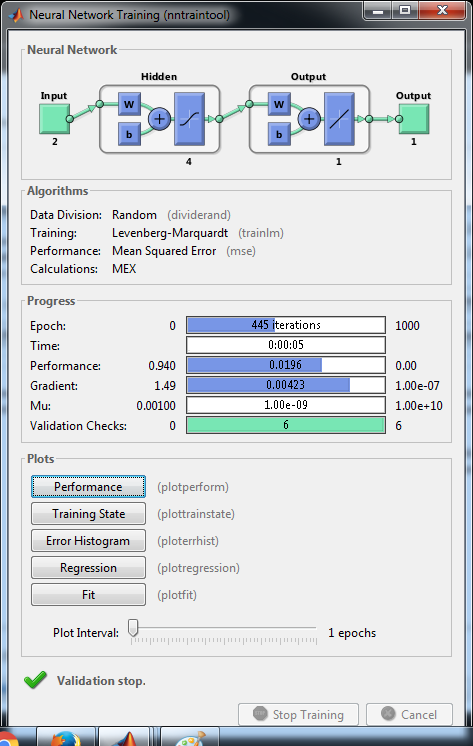 Neural Network Training (nntraintool)
Neural Network
Hidden Output
Input Output
W W
b b
+ +
2 4 1 1
Algorithms
Data Division: Random (dividerand)
Training: Levenberg-Marquardt (trainlm)
Performance: Mean Squared Error (mse)
Calculations: MEX
Progress
Epoch: 0 445 iterations 1000
Time: 0:00:05
Performance: 0.940 0.0196 0.00
Gradient: 1.49 0.00423 1.00e-07
Mu: 0.00100 1.00e-09 1.00e+10
Validation Checks: 0 6 6
Plots
Performance (plotperform)
Training State (plottrainstate)
Error Histogram (ploterrhist)
Regression (plotregression)
Fit (plotfit)
Plot Interval: 1 epochs
Validation stop.
Stop Training Cancel